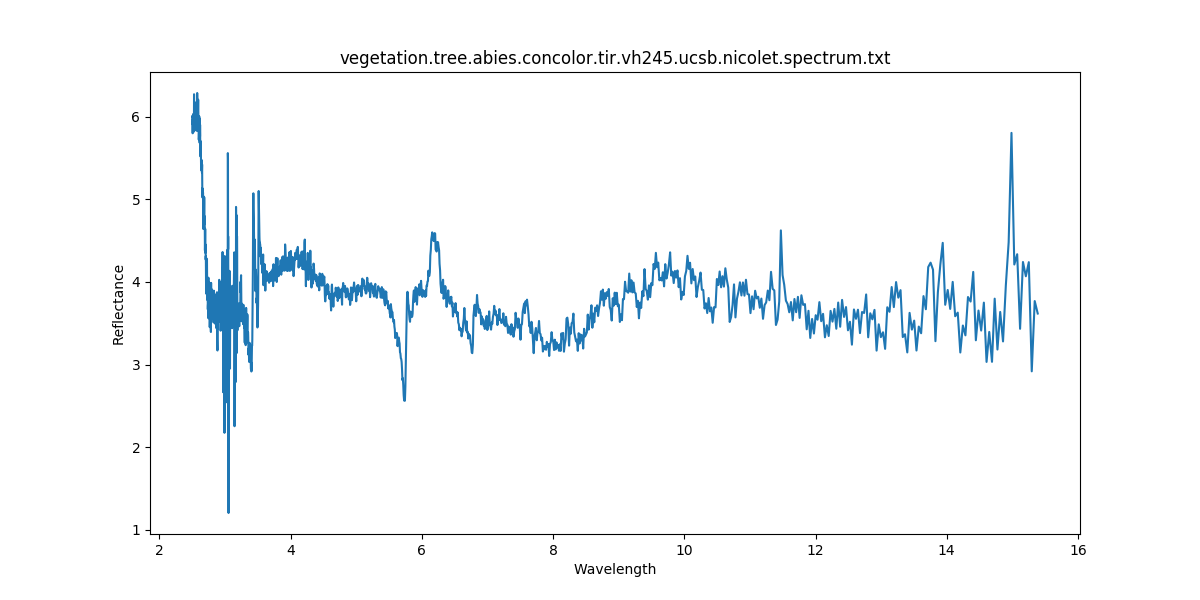 vegetation.tree.abies.concolor.tir.vh245.ucsb.nicolet.spectrum.txt
6
5
4
3
2
1
Reflectance
2 4 6 8 10 12 14 16
Wavelength